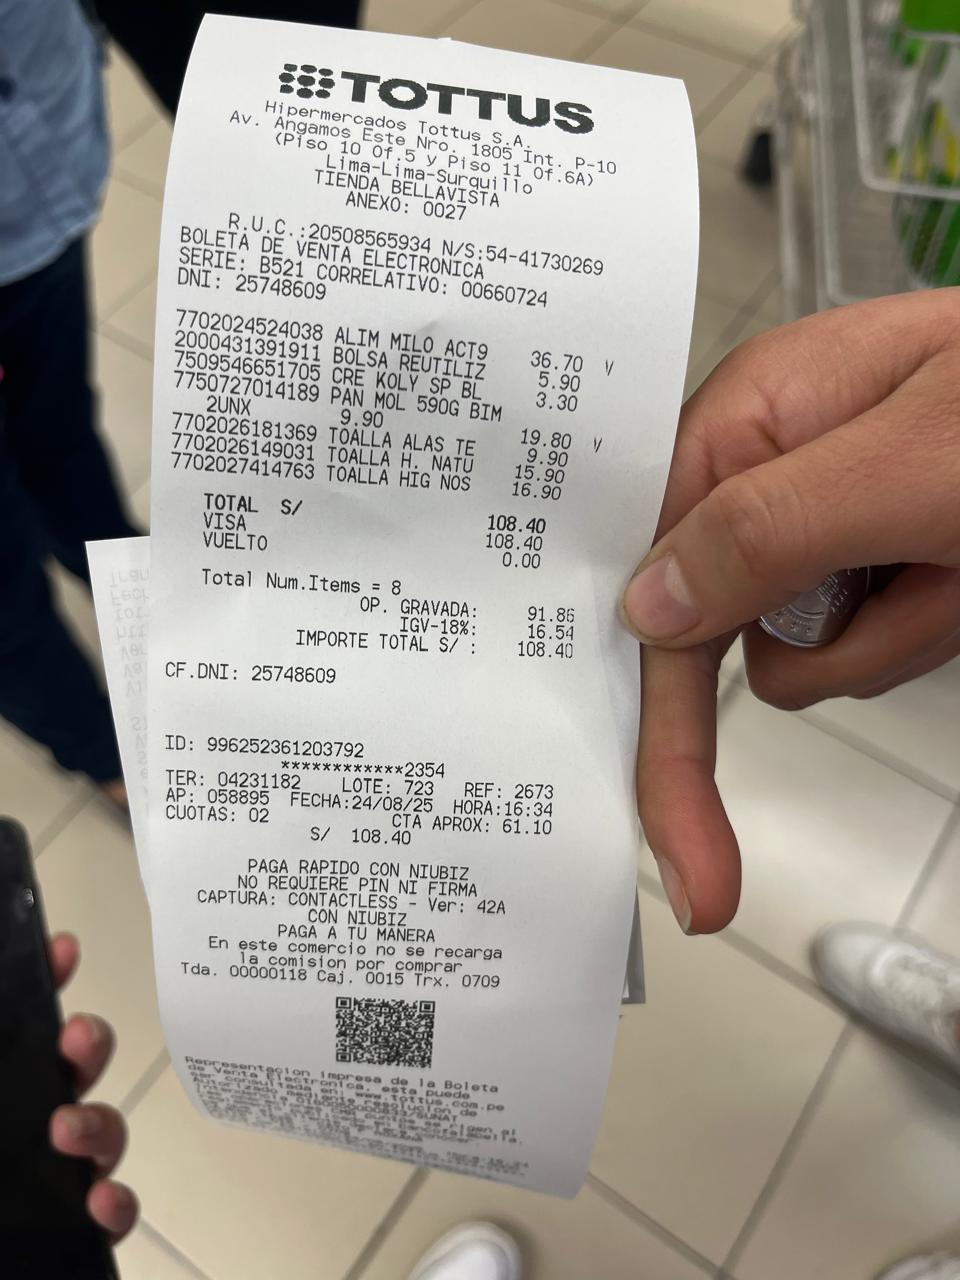 TOTTUS
Hipermercados Tottus S.A.
Av. Angamos Este Nro. 1805 Int. P-10
(Piso 10 Of.5 y Piso 11 Of.6A)
Lima-Lima-Surquillo
TIENDA BELLAVISTA
ANEXO: 0027
R.U.C.:20508565934 N/S:54-41730269
BOLETA DE VENTA ELECTRONICA
SERIE: B521 CORRELATIVO: 00660724
DNI: 25748609
7702024524038 ALIM MILO ACT9 36.70 V
2000431391911 BOLSA REUTILIZ 5.90
7509546651705 CRE KOLY SP BL 3.30
7750727014189 PAN MOL 590G BIM
2UNX 9.90 19.80 V
7702026181369 TOALLA ALAS TE 9.90
7702026149031 TOALLA H. NATU 15.90
7702027414763 TOALLA HIG NOS 16.90
TOTAL S/ 108.40
VISA 108.40
VUELTO 0.00
Total Num.Items = 8
OP. GRAVADA: 91.86
IGV-18%: 16.54
IMPORTE TOTAL S/ : 108.40
CF.DNI: 25748609
ID: 996252361203792
************2354
TER: 04231182 LOTE: 723 REF: 2673
AP: 058895 FECHA:24/08/25 HORA:16:34
CUOTAS: 02 CTA APROX: 61.10
S/ 108.40
PAGA RAPIDO CON NIUBIZ
NO REQUIERE PIN NI FIRMA
CAPTURA: CONTACTLESS - Ver: 42A
CON NIUBIZ
PAGA A TU MANERA
En este comercio no se recarga
la comision por comprar
Tda. 00000118 Caj. 0015 Trx. 0709
Representacion impresa de la Boleta
de Venta Electronica, esta puede
ser consultada en: www.tottus.com.pe
Autorizado mediante resolucion de